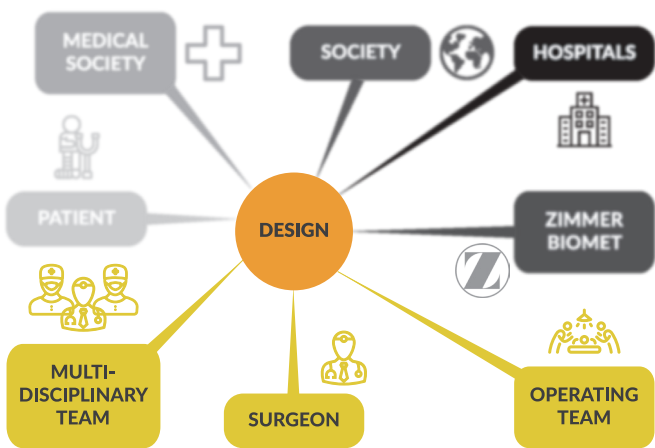 MEDICAL
SOCIETY
SOCIETY
HOSPITALS
PATIENT
DESIGN
ZIMMER
BIOMET
MULTI-
DISCIPLINARY
TEAM
SURGEON
OPERATING
TEAM